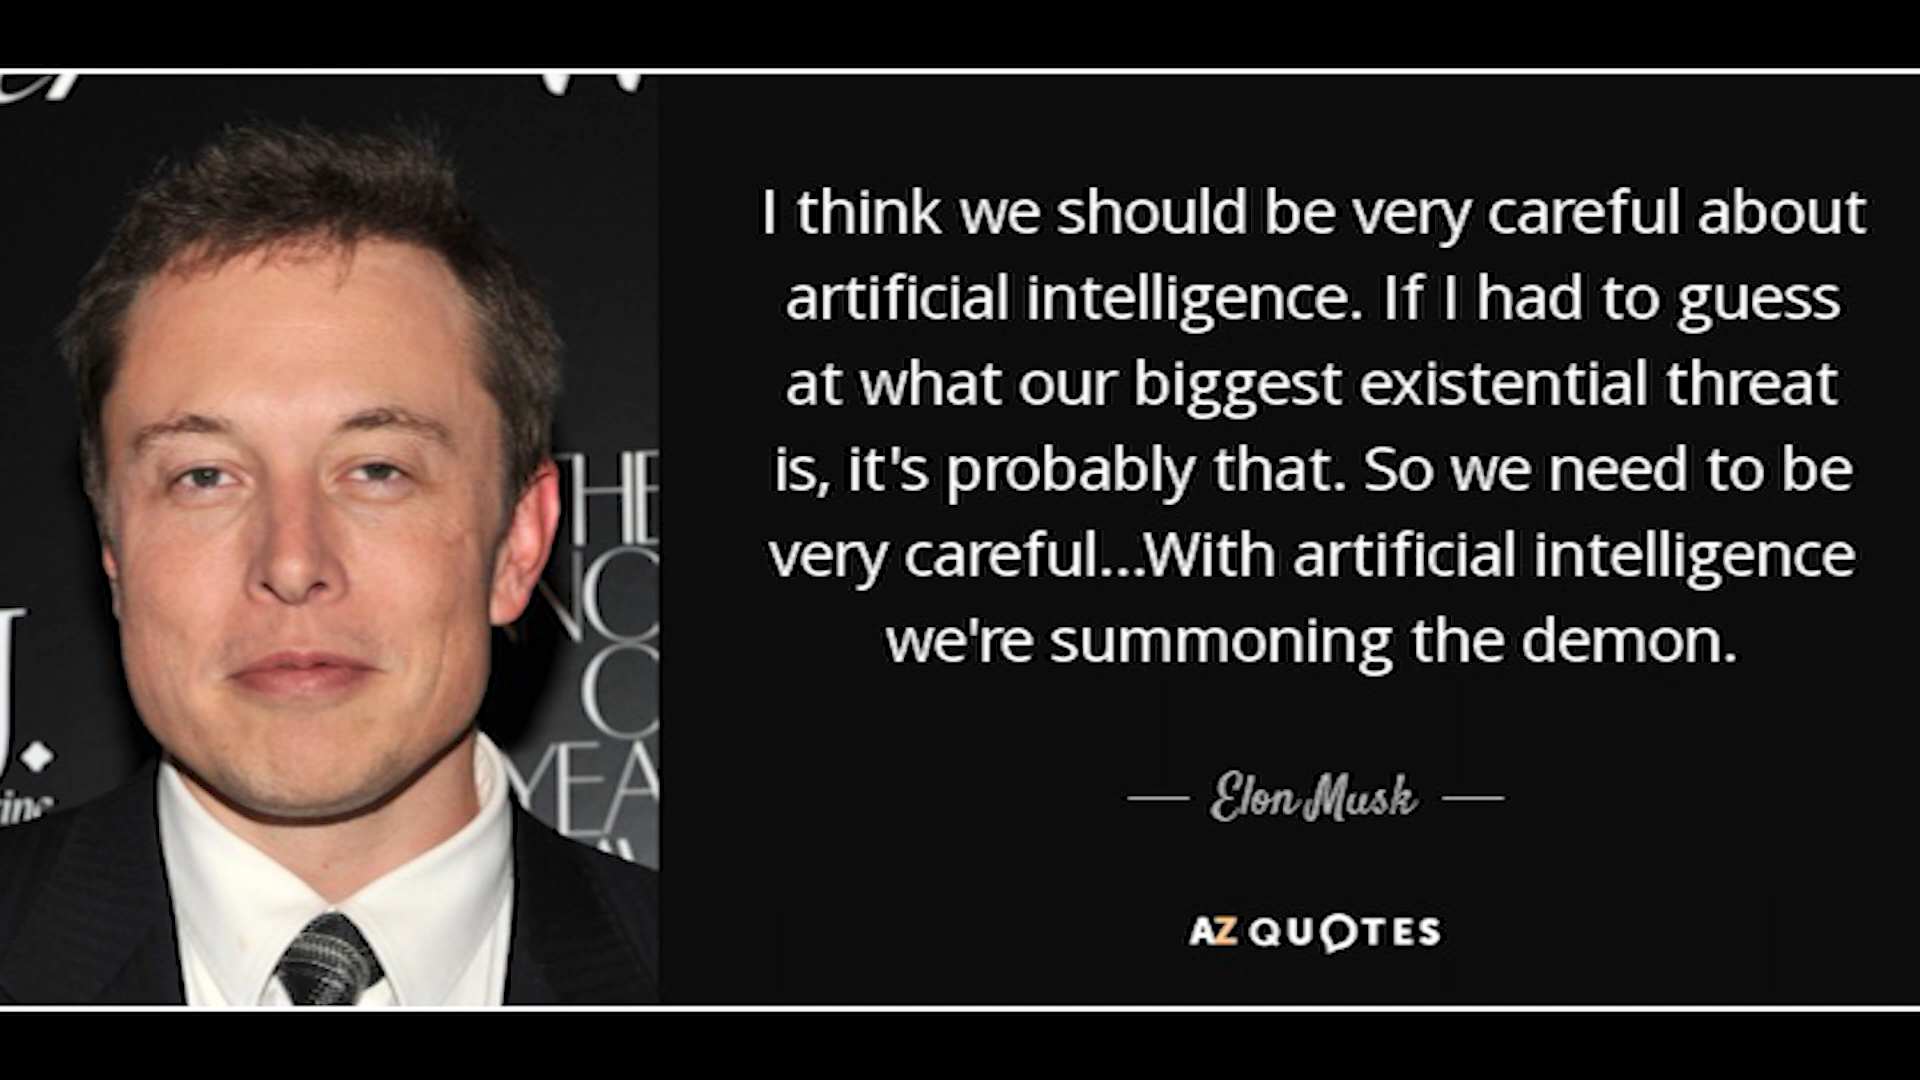 I think we should be very careful about
artificial intelligence. If I had to guess
at what our biggest existential threat
is, it's probably that. So we need to be
very careful...With artificial intelligence
we're summoning the demon.
Elon Musk
AZ QUOTES
THE
YEA
J.